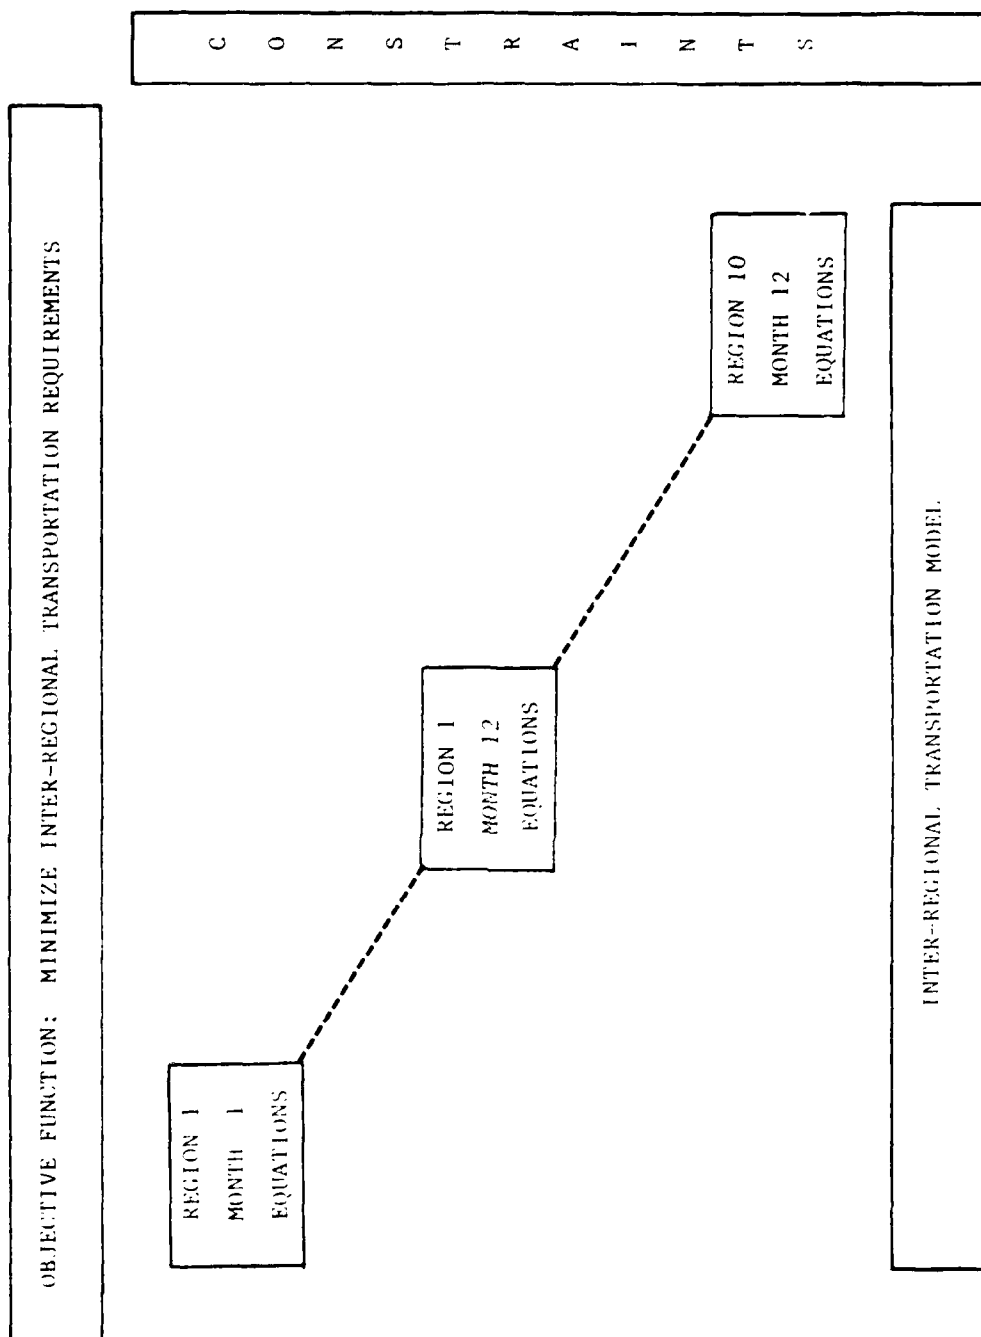 OBJECTIVE FUNCTION: MINIMIZE INTER-REGIONAL TRANSPORTATION REQUIREMENTS
REGION 1
MONTH 1
EQUATIONS
REGION 1
MONTH 12
EQUATIONS
REGION 10
MONTH 12
EQUATIONS
CONSTRAINTS
INTER-REGIONAL TRANSPORTATION MODEL